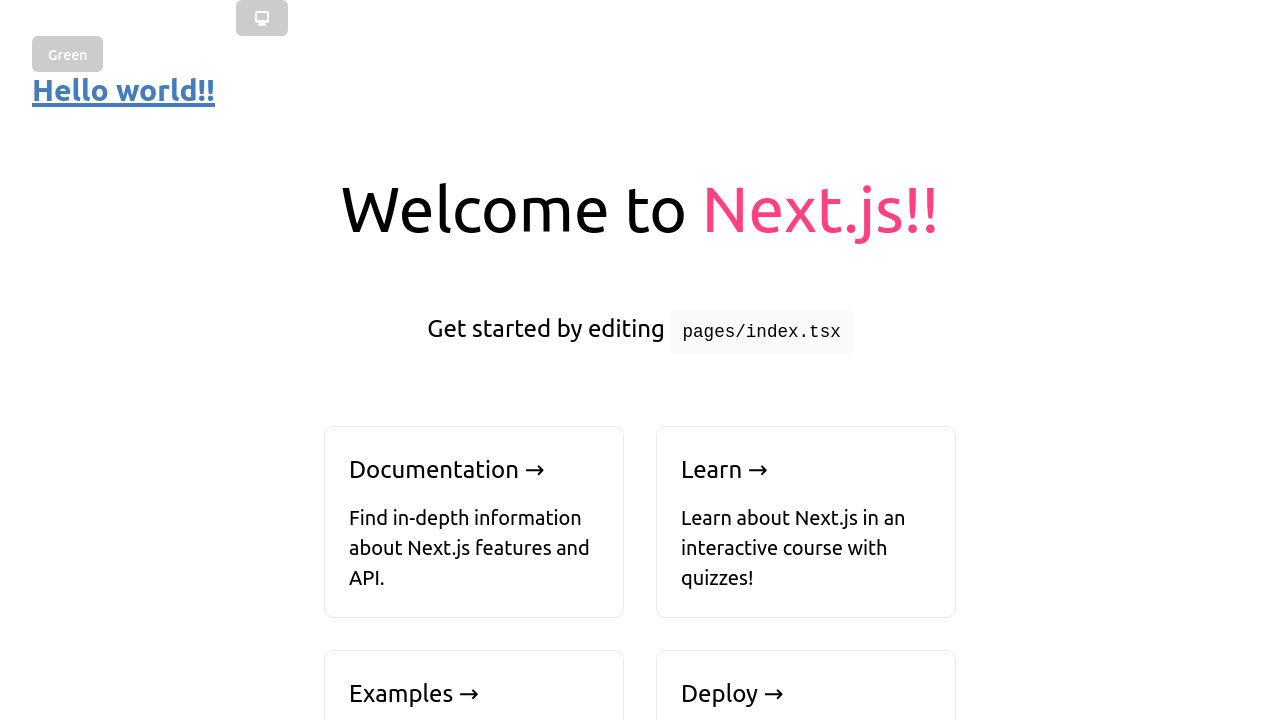 Green
Hello world!!
Welcome to Next.js!!
Get started by editing pages/index.tsx
Documentation →
Find in-depth information
about Next.js features and
API.
Learn →
Learn about Next.js in an
interactive course with
quizzes!
Examples →
Deploy →